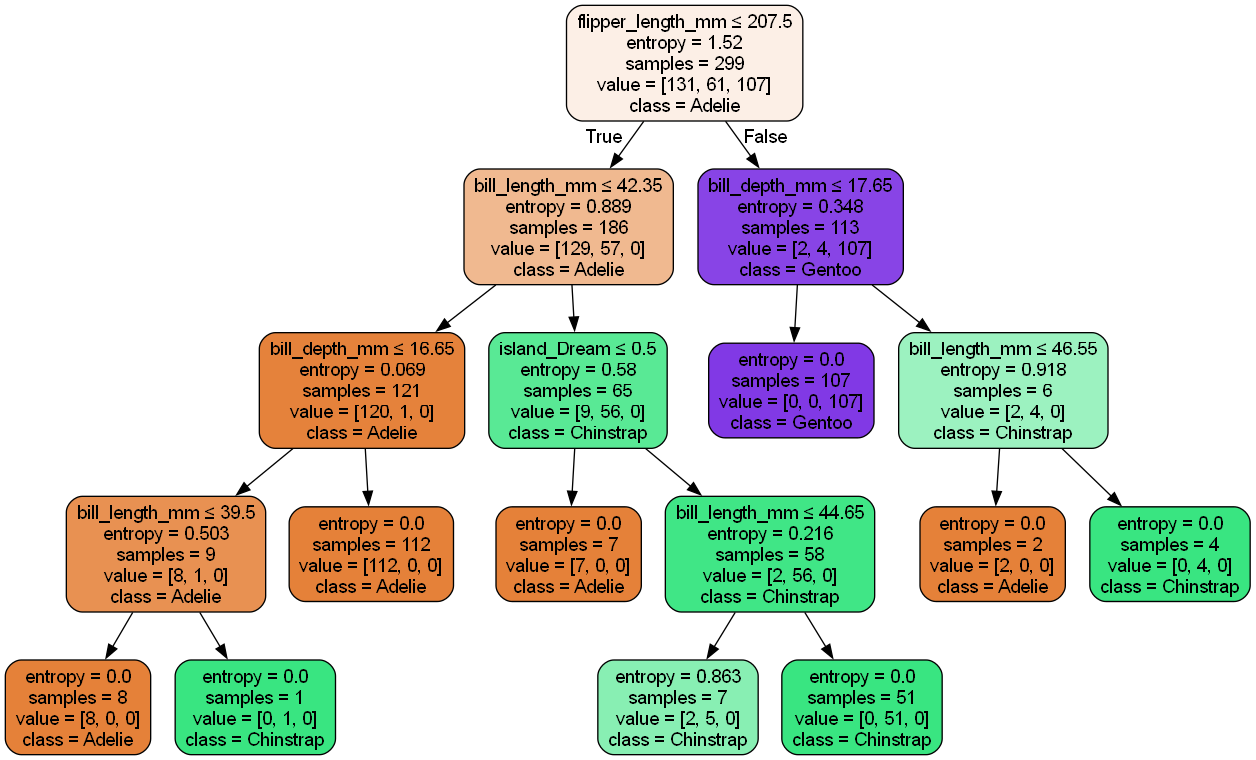 flipper_length_mm ≤ 207.5
entropy = 1.52
samples = 299
value = [131, 61, 107]
class = Adelie
True
False
bill_length_mm ≤ 42.35
entropy = 0.889
samples = 186
value = [129, 57, 0]
class = Adelie
bill_depth_mm ≤ 17.65
entropy = 0.348
samples = 113
value = [2, 4, 107]
class = Gentoo
bill_depth_mm ≤ 16.65
entropy = 0.069
samples = 121
value = [120, 1, 0]
class = Adelie
island_Dream ≤ 0.5
entropy = 0.58
samples = 65
value = [9, 56, 0]
class = Chinstrap
entropy = 0.0
samples = 107
value = [0, 0, 107]
class = Gentoo
bill_length_mm ≤ 46.55
entropy = 0.918
samples = 6
value = [2, 4, 0]
class = Chinstrap
bill_length_mm ≤ 39.5
entropy = 0.503
samples = 9
value = [8, 1, 0]
class = Adelie
entropy = 0.0
samples = 112
value = [112, 0, 0]
class = Adelie
entropy = 0.0
samples = 7
value = [7, 0, 0]
class = Adelie
bill_length_mm ≤ 44.65
entropy = 0.216
samples = 58
value = [2, 56, 0]
class = Chinstrap
entropy = 0.0
samples = 2
value = [2, 0, 0]
class = Adelie
entropy = 0.0
samples = 4
value = [0, 4, 0]
class = Chinstrap
entropy = 0.0
samples = 8
value = [8, 0, 0]
class = Adelie
entropy = 0.0
samples = 1
value = [0, 1, 0]
class = Chinstrap
entropy = 0.863
samples = 7
value = [2, 5, 0]
class = Chinstrap
entropy = 0.0
samples = 51
value = [0, 51, 0]
class = Chinstrap